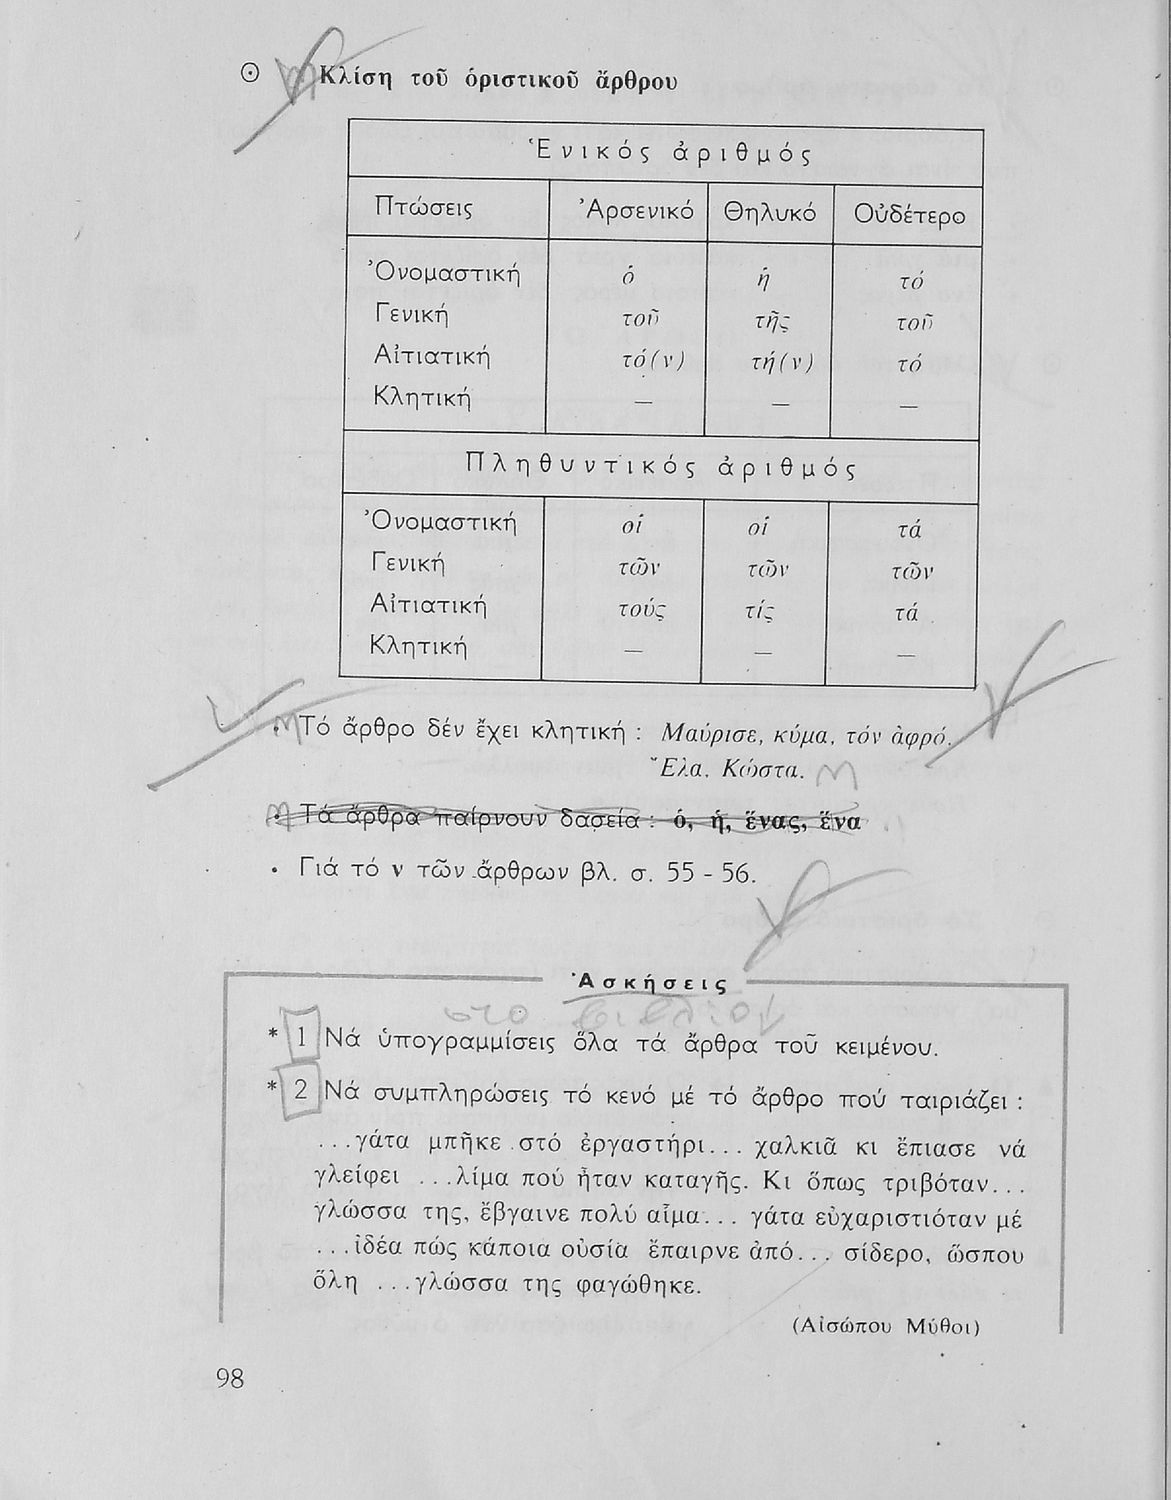 Κλίση τοῦ ὁριστικοῦ ἄρθρου
Ἑνικός ἀριθμός
Πτώσεις Ἀρσενικό Θηλυκό Οὐδέτερο
Ὀνομαστική ὁ ἡ τό
Γενική τοῦ τῆς τοῦ
Αἰτιατική τό(ν) τή(ν) τό
Κλητική — — —
Πληθυντικός ἀριθμός
Ὀνομαστική οἱ οἱ τά
Γενική τῶν τῶν τῶν
Αἰτιατική τούς τίς τά
Κλητική — — —
Τό ἄρθρο δέν ἔχει κλητική : Μαύρισε, κύμα, τόν ἀφρό.
Ἔλα, Κώστα.
• Τά ἄρθρα παίρνουν δασεία : ὁ, ἡ, ἕνας, ἕνα
• Γιά τό ν τῶν ἄρθρων βλ. σ. 55 - 56.
Ἀσκήσεις
στο βιβλίο
* 1 Νά ὑπογραμμίσεις ὅλα τά ἄρθρα τοῦ κειμένου.
* 2 Νά συμπληρώσεις τό κενό μέ τό ἄρθρο πού ταιριάζει :
...γάτα μπῆκε στό ἐργαστήρι... χαλκιᾶ κι ἔπιασε νά
γλείφει ...λίμα πού ἦταν καταγῆς. Κι ὅπως τριβόταν...
γλώσσα της, ἔβγαινε πολύ αἷμα... γάτα εὐχαριστιόταν μέ
...ἰδέα πώς κάποια οὐσία ἔπαιρνε ἀπό... σίδερο, ὥσπου
ὅλη ...γλώσσα της φαγώθηκε.
(Αἰσώπου Μύθοι)
98